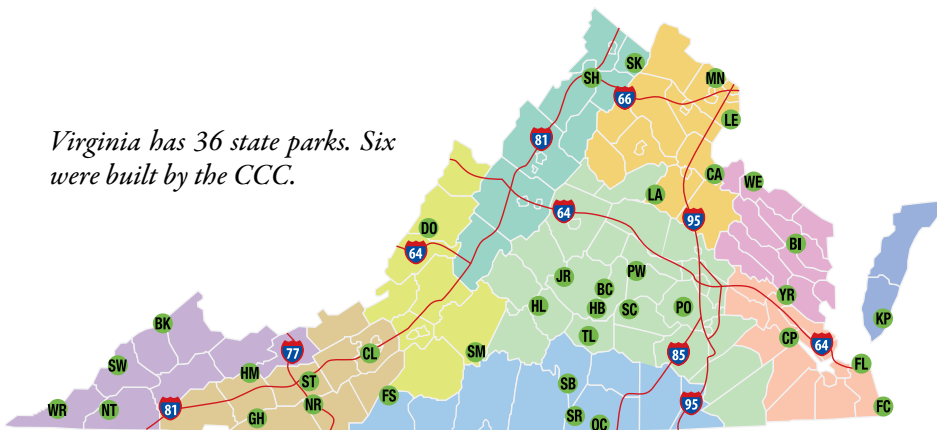 SK
SH
MN
66
LE
81
Virginia has 36 state parks. Six
were built by the CCC.
CA
WE
LA
64
95
DO
BI
64
PW
JR
BC
YR
HL
HB
SC
PO
KP
BK
CP
TL
64
77
SM
85
CL
SW
FL
HM
ST
SB
FS
95
NR
FC
WR
NT
81
GH
SR
OC